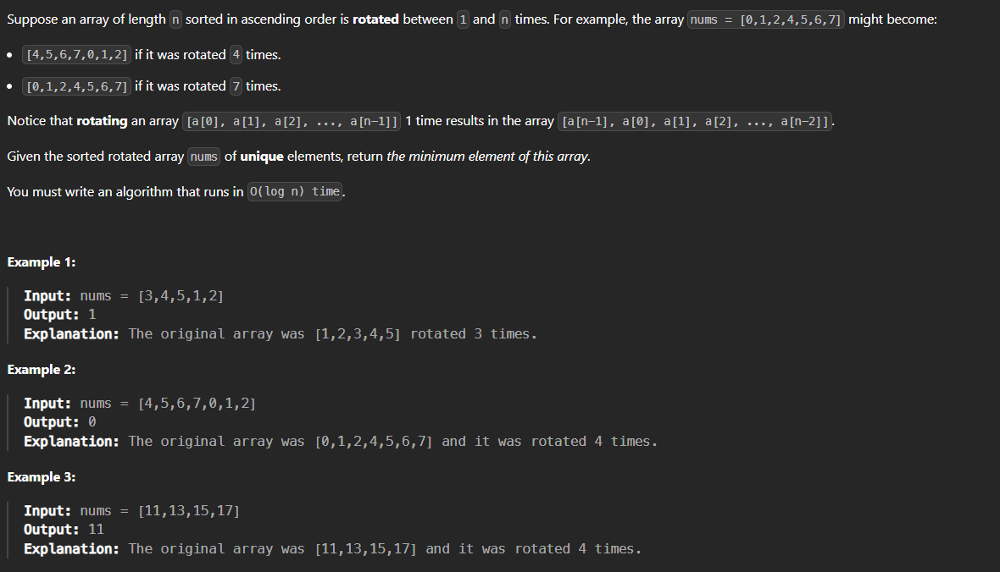 Suppose an array of length n sorted in ascending order is rotated between 1 and n times. For example, the array nums = [0,1,2,4,5,6,7] might become:
• [4,5,6,7,0,1,2] if it was rotated 4 times.
• [0,1,2,4,5,6,7] if it was rotated 7 times.
Notice that rotating an array [a[0], a[1], a[2], ..., a[n-1]] 1 time results in the array [a[n-1], a[0], a[1], a[2], ..., a[n-2]].
Given the sorted rotated array nums of unique elements, return the minimum element of this array.
You must write an algorithm that runs in O(log n) time.
Example 1:
Input: nums = [3,4,5,1,2]
Output: 1
Explanation: The original array was [1,2,3,4,5] rotated 3 times.
Example 2:
Input: nums = [4,5,6,7,0,1,2]
Output: 0
Explanation: The original array was [0,1,2,4,5,6,7] and it was rotated 4 times.
Example 3:
Input: nums = [11,13,15,17]
Output: 11
Explanation: The original array was [11,13,15,17] and it was rotated 4 times.